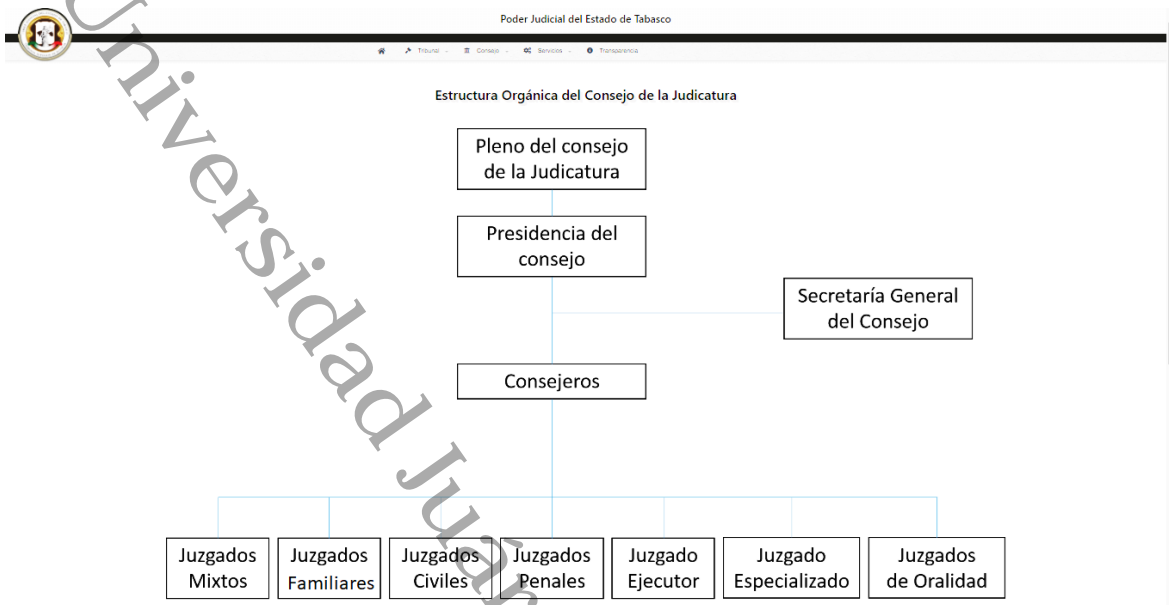 Poder Judicial del Estado de Tabasco
Tribunal
Consejo
Servicios
Transparencia
Estructura Orgánica del Consejo de la Judicatura
Pleno del consejo
de la Judicatura
Presidencia del
consejo
Secretaría General
del Consejo
Consejeros
Juzgados
Mixtos
Juzgados
Familiares
Juzgados
Civiles
Juzgados
Penales
Juzgado
Ejecutor
Juzgado
Especializado
Juzgados
de Oralidad
Universidad Juár